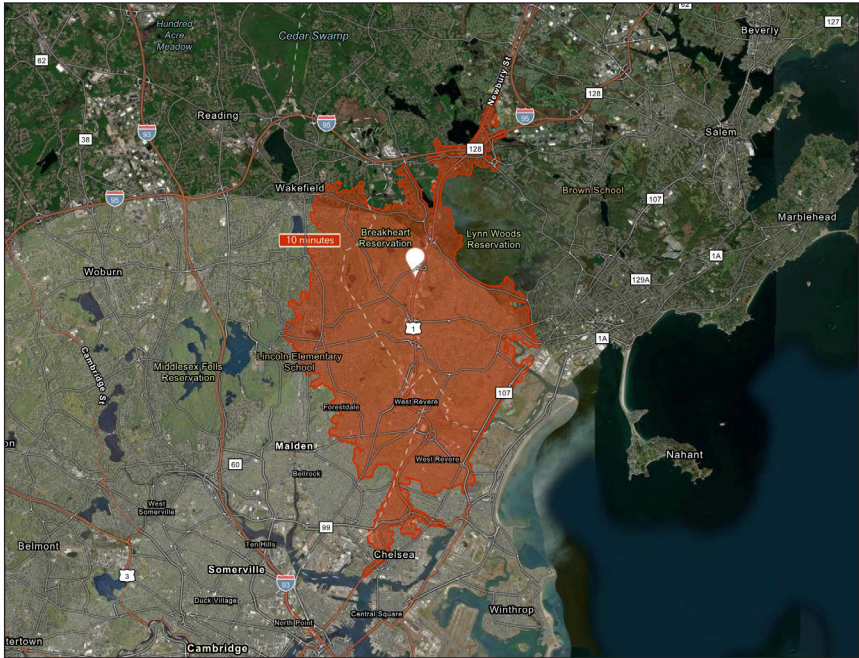 Hundred
Acre
Meadow
Cedar Swamp
62
127
Beverly
62
Newbury St
93
38
Reading
95
95
128
128
Salem
Wakefield
Brown School
107
Marblehead
95
10 minutes
Breakheart
Reservation
Lynn Woods
Reservation
1A
Woburn
129A
1
1A
Cambridge St
Middlesex Fells
Reservation
Lincoln Elementary
School
107
Forestdale
West Revere
Malden
Nahant
on
60
Bellrock
West Revere
West
Somerville
99
Belmont
Ten Hills
Chelsea
3
Somerville
93
Duck Village
Central Square
Winthrop
North Point
tertown
Cambridge